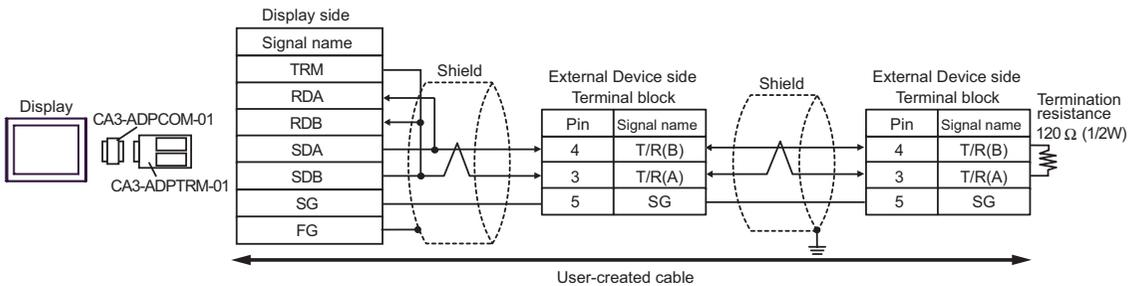 Display side
Signal name
TRM
RDA
RDB
SDA
SDB
SG
FG
Display
CA3-ADPCOM-01
CA3-ADPTRM-01
Shield
External Device side
Terminal block
Pin Signal name
4 T/R(B)
3 T/R(A)
5 SG
Shield
External Device side
Terminal block
Pin Signal name
4 T/R(B)
3 T/R(A)
5 SG
Termination
resistance
120 Ω (1/2W)
User-created cable